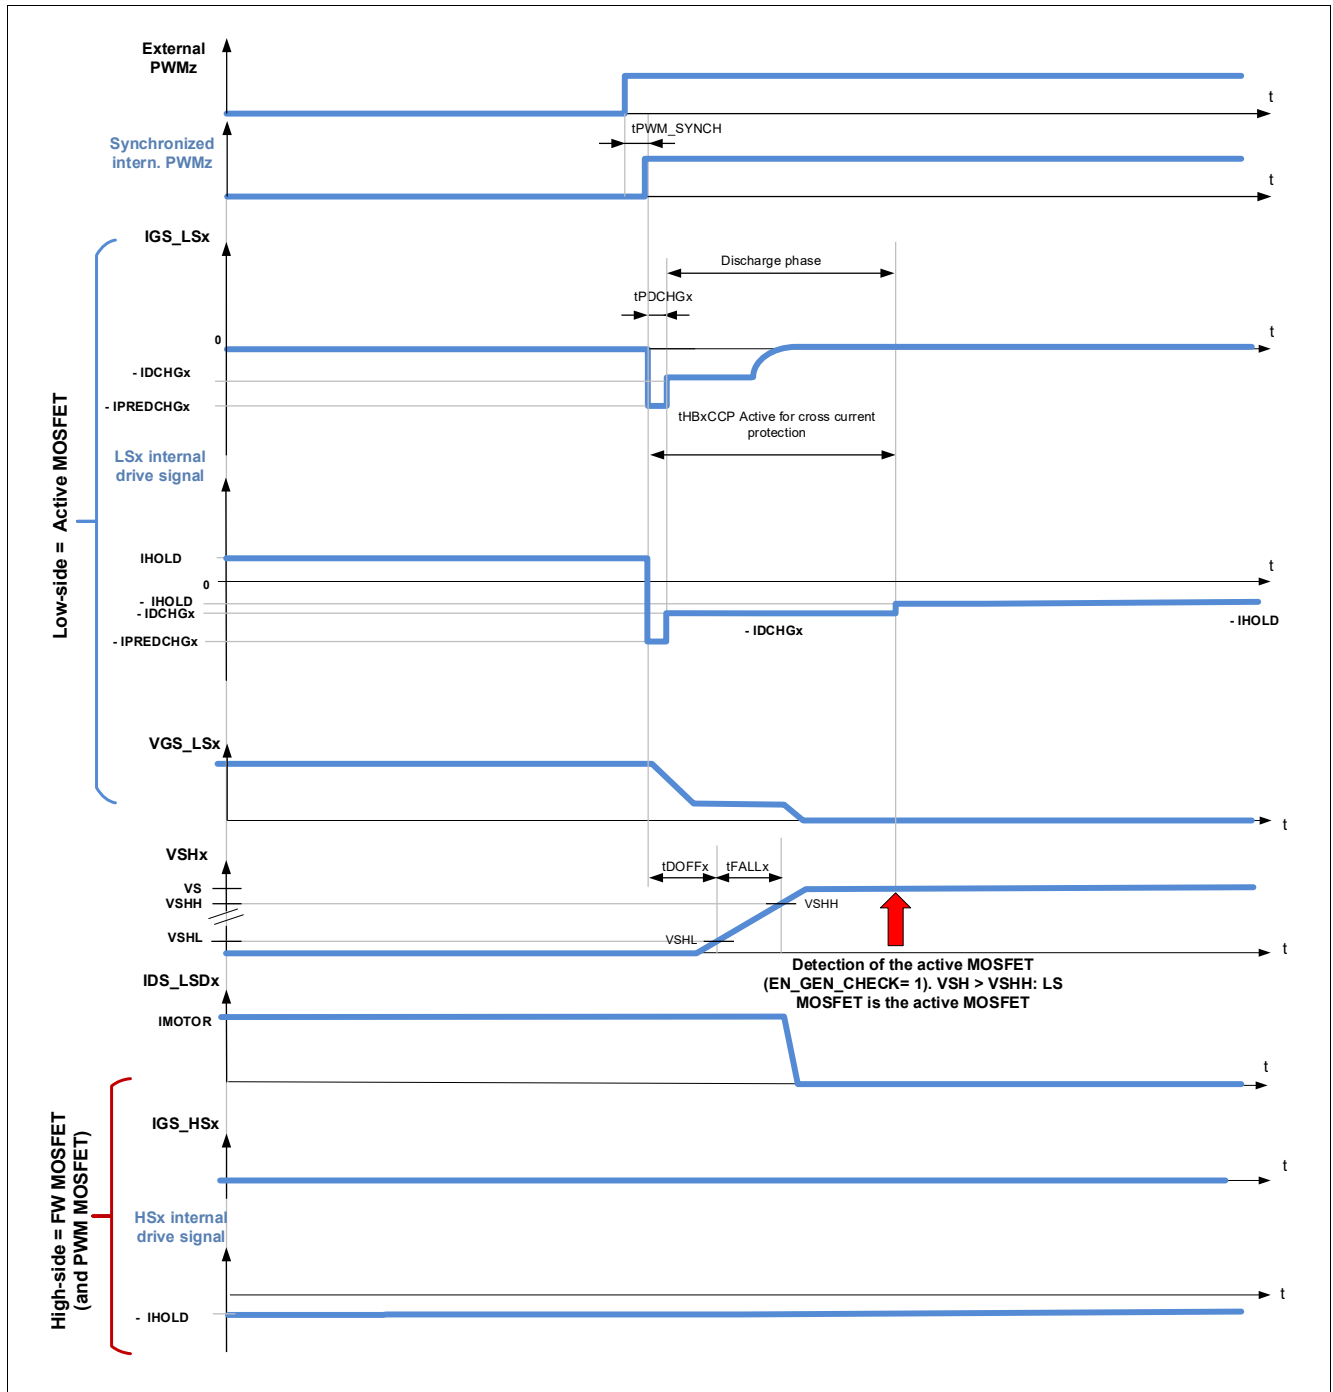 External
PWMz
t
tPWM_SYNCH
Synchronized
intern. PWMz
t
IGS_LSx
Discharge phase
tPDCHGx
t
0
- IDCHGx
- IPREDCHGx
tHBxCCP Active for cross current
protection
LSx internal
drive signal
IHOLD
t
0
- IHOLD
- IDCHGx
- IDCHGx
- IHOLD
- IPREDCHGx
Low-side = Active MOSFET
VGS_LSx
t
VSHx
tDOFFx
tFALLx
VS
VSHH
VSHH
VSHL
VSHL
t
Detection of the active MOSFET
(EN_GEN_CHECK= 1). VSH > VSHH: LS
MOSFET is the active MOSFET
IDS_LSDx
IMOTOR
t
IGS_HSx
t
High-side = FW MOSFET
(and PWM MOSFET)
HSx internal
drive signal
t
- IHOLD